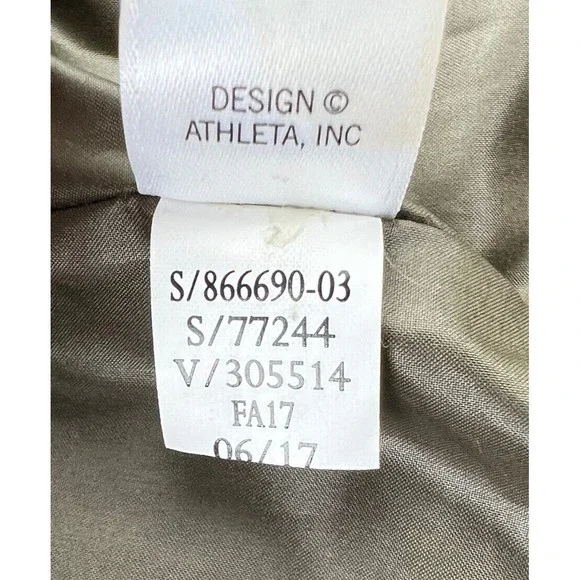 DESIGN ©
ATHLETA, INC
S/866690-03
S/77244
V/305514
FA17
06/17